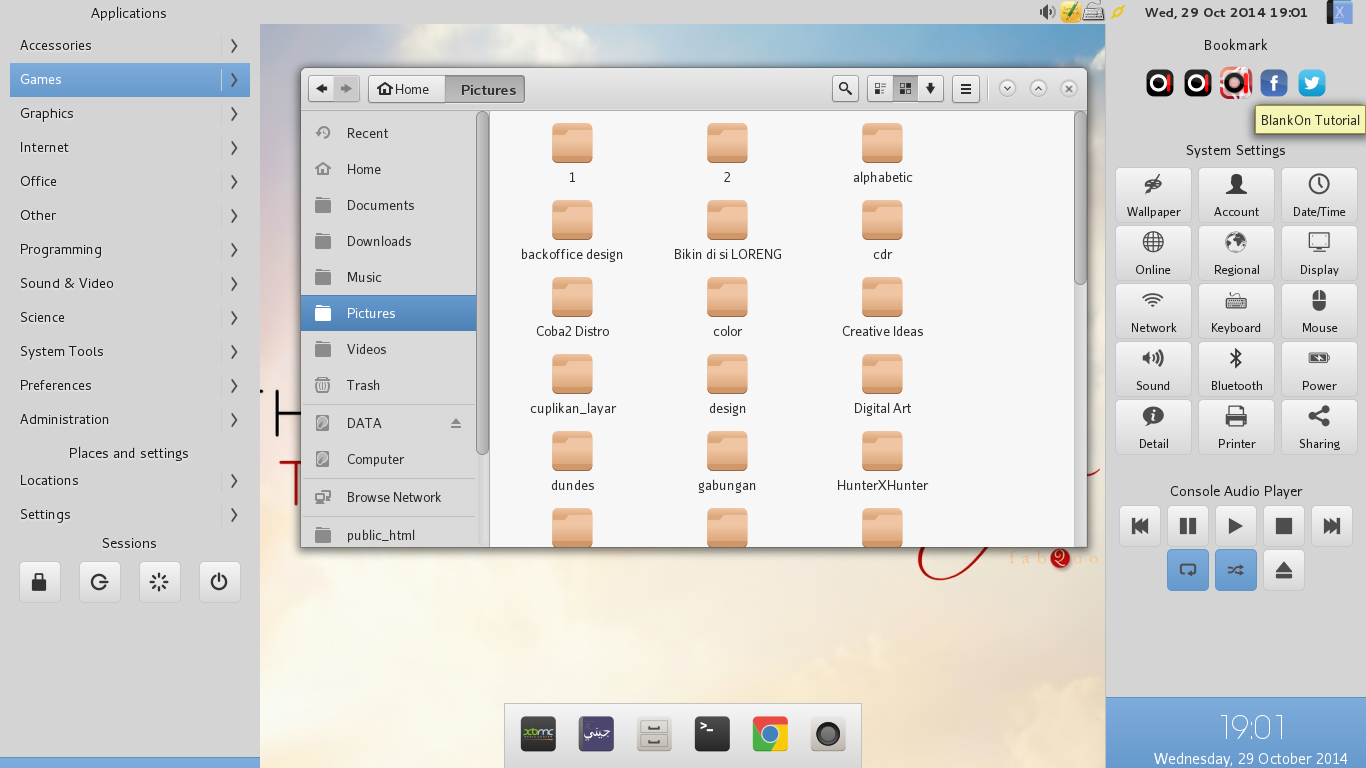 Applications
Wed, 29 Oct 2014 19:01
Accessories
Games
Graphics
Internet
Office
Other
Programming
Sound & Video
Science
System Tools
Preferences
Administration
Places and settings
Locations
Settings
Sessions
Home
Pictures
Recent
Home
Documents
Downloads
Music
Pictures
Videos
Trash
DATA
Computer
Browse Network
public_html
1
2
alphabetic
backoffice design
Bikin di si LORENG
cdr
Coba2 Distro
color
Creative Ideas
cuplikan_layar
design
Digital Art
dundes
gabungan
HunterXHunter
Bookmark
BlankOn Tutorial
System Settings
Wallpaper
Account
Date/Time
Online
Regional
Display
Network
Keyboard
Mouse
Sound
Bluetooth
Power
Detail
Printer
Sharing
Console Audio Player
xbmc
جيني
19:01
Wednesday, 29 October 2014